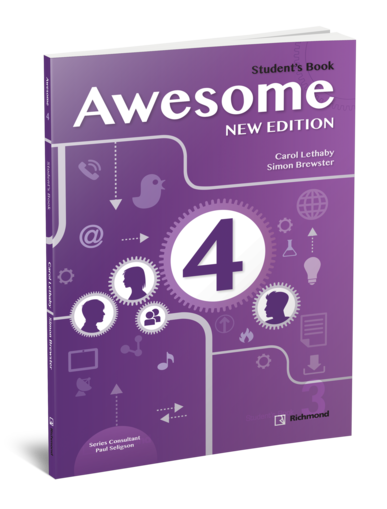 Student's Book
Awesome
NEW EDITION
Carol Lethaby
Simon Brewster
4
@
3
Richmond
Series Consultant
Paul Seligson
Awesome
Student's Book
Carol Lethaby
Simon Brewster